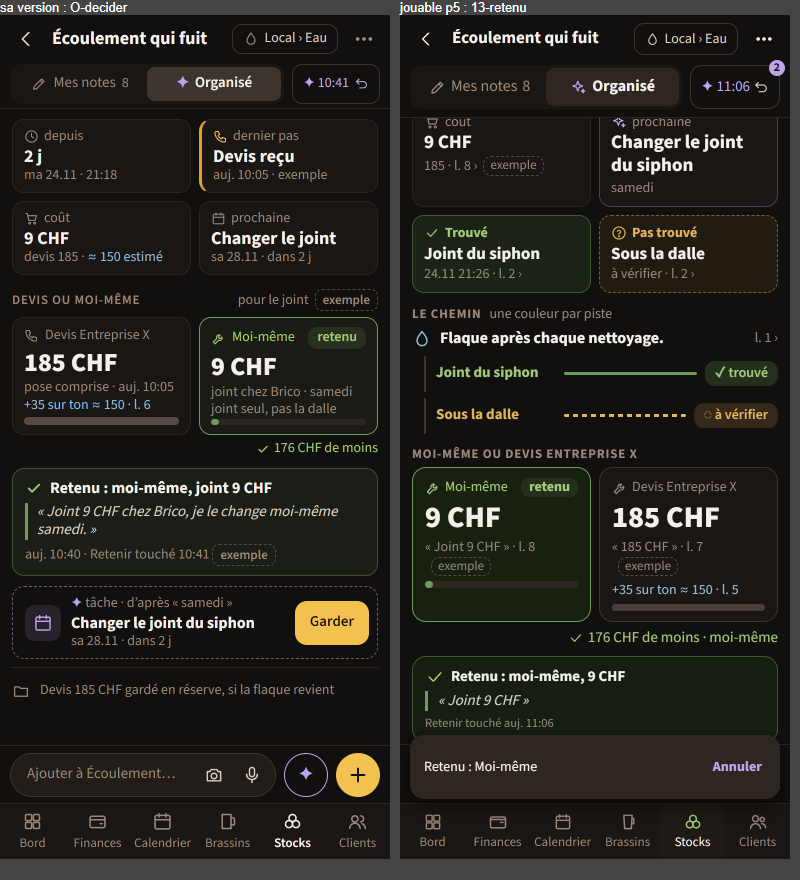 sa version : O-decider
Écoulement qui fuit
Local › Eau
Mes notes 8
Organisé
10:41
depuis
2 j
ma 24.11 · 21:18
dernier pas
Devis reçu
auj. 10:05 · exemple
coût
9 CHF
devis 185 · ≈ 150 estimé
prochaine
Changer le joint
sa 28.11 · dans 2 j
DEVIS OU MOI-MÊME
pour le joint
exemple
Devis Entreprise X
185 CHF
pose comprise · auj. 10:05
+35 sur ton ≈ 150 · l. 6
Moi-même
retenu
9 CHF
joint chez Brico · samedi
joint seul, pas la dalle
176 CHF de moins
Retenu : moi-même, joint 9 CHF
« Joint 9 CHF chez Brico, je le change moi-même
samedi. »
auj. 10:40 · Retenir touché 10:41
exemple
tâche · d'après « samedi »
Changer le joint du siphon
sa 28.11 · dans 2 j
Garder
Devis 185 CHF gardé en réserve, si la flaque revient
Ajouter à Écoulement…
Bord
Finances
Calendrier
Brassins
Stocks
Clients
jouable p5 : 13-retenu
Écoulement qui fuit
Local › Eau
Mes notes 8
Organisé
11:06
2
coût
9 CHF
185 · l. 8 ›
exemple
prochaine
Changer le joint
du siphon
samedi
Trouvé
Joint du siphon
24.11 21:26 · l. 2 ›
Pas trouvé
Sous la dalle
à vérifier · l. 2 ›
LE CHEMIN une couleur par piste
Flaque après chaque nettoyage.
l. 1 ›
Joint du siphon
✓ trouvé
Sous la dalle
à vérifier
MOI-MÊME OU DEVIS ENTREPRISE X
Moi-même
retenu
9 CHF
« Joint 9 CHF » · l. 8
exemple
Devis Entreprise X
185 CHF
« 185 CHF » · l. 7
exemple
+35 sur ton ≈ 150 · l. 5
176 CHF de moins · moi-même
Retenu : moi-même, 9 CHF
« Joint 9 CHF »
Retenir touché auj. 11:06
Retenu : Moi-même
Annuler
Bord
Finances
Calendrier
Brassins
Stocks
Clients